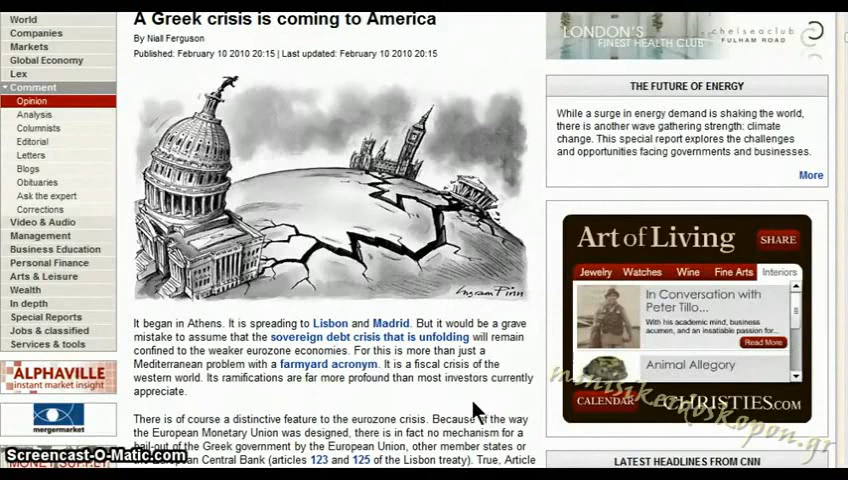 World
Companies
Markets
Global Economy
Lex
Comment
Opinion
Analysis
Columnists
Editorial
Letters
Blogs
Obituaries
Ask the expert
Corrections
Video & Audio
Management
Business Education
Personal Finance
Arts & Leisure
Wealth
In depth
Special Reports
Jobs & classified
Services & tools
ALPHAVILLE
instant market insight
mergermarket
Screencast-O-Matic.com
A Greek crisis is coming to America
By Niall Ferguson
Published: February 10 2010 20:15 | Last updated: February 10 2010 20:15
Ingram Pinn
It began in Athens. It is spreading to Lisbon and Madrid. But it would be a grave
mistake to assume that the sovereign debt crisis that is unfolding will remain
confined to the weaker eurozone economies. For this is more than just a
Mediterranean problem with a farmyard acronym. It is a fiscal crisis of the
western world. Its ramifications are far more profound than most investors currently
appreciate.
There is of course a distinctive feature to the eurozone crisis. Because of the way
the European Monetary Union was designed, there is in fact no mechanism for a
bail-out of the Greek government by the European Union, other member states or
the European Central Bank (articles 123 and 125 of the Lisbon treaty). True, Article
LONDON'S
FINEST HEALTH CLUB
chelseaclub
FULHAM ROAD
THE FUTURE OF ENERGY
While a surge in energy demand is shaking the world,
there is another wave gathering strength: climate
change. This special report explores the challenges
and opportunities facing governments and businesses.
More
Art of Living
SHARE
Jewelry Watches Wine Fine Arts Interiors
In Conversation with
Peter Tillo...
With his academic mind, business
acumen, and an insatiable passion for...
Read More
Animal Allegory
CALENDAR
CHRISTIES.COM
LATEST HEADLINES FROM CNN